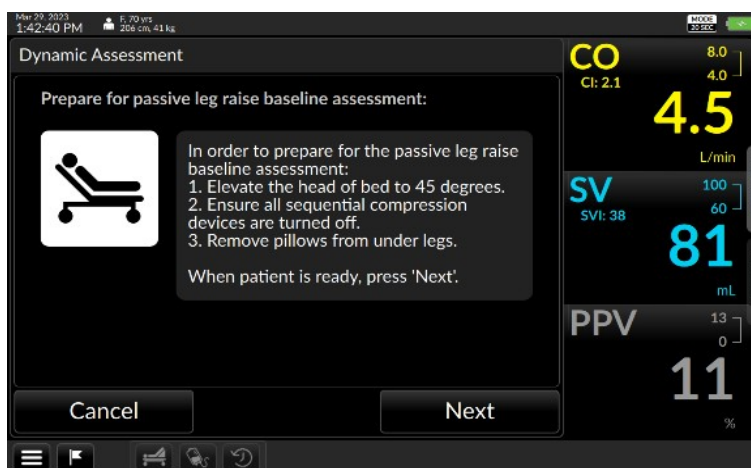 Mar 29, 2023
1:42:40 PM
F, 70 yrs
206 cm, 41 kg
MODE
20 SEC
Dynamic Assessment
Prepare for passive leg raise baseline assessment:
In order to prepare for the passive leg raise
baseline assessment:
1. Elevate the head of bed to 45 degrees.
2. Ensure all sequential compression
devices are turned off.
3. Remove pillows from under legs.
When patient is ready, press 'Next'.
Cancel
Next
CO
CI: 2.1
8.0
4.0
4.5
L/min
SV
SVI: 38
100
60
81
mL
PPV
13
0
11
%